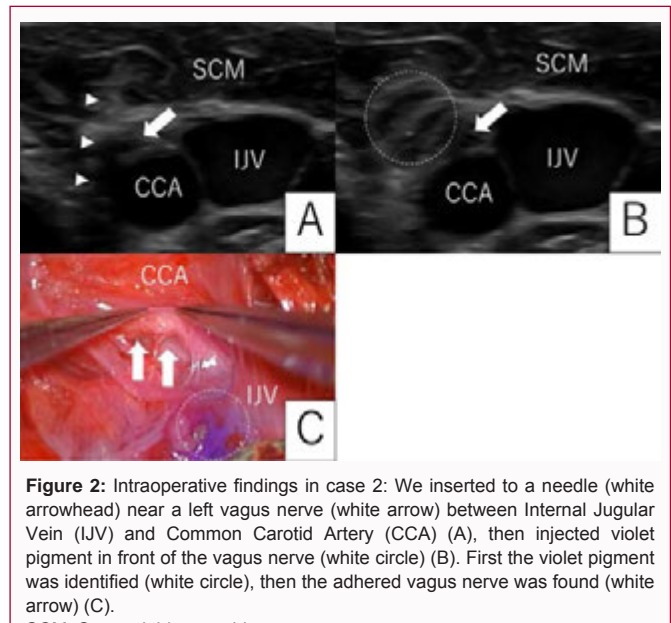 SCM
IJV
CCA
A
SCM
IJV
CCA
B
CCA
IJV
C
Figure 2: Intraoperative findings in case 2: We inserted to a needle (white
arrowhead) near a left vagus nerve (white arrow) between Internal Jugular
Vein (IJV) and Common Carotid Artery (CCA) (A), then injected violet
pigment in front of the vagus nerve (white circle) (B). First the violet pigment
was identified (white circle), then the adhered vagus nerve was found (white
arrow) (C).